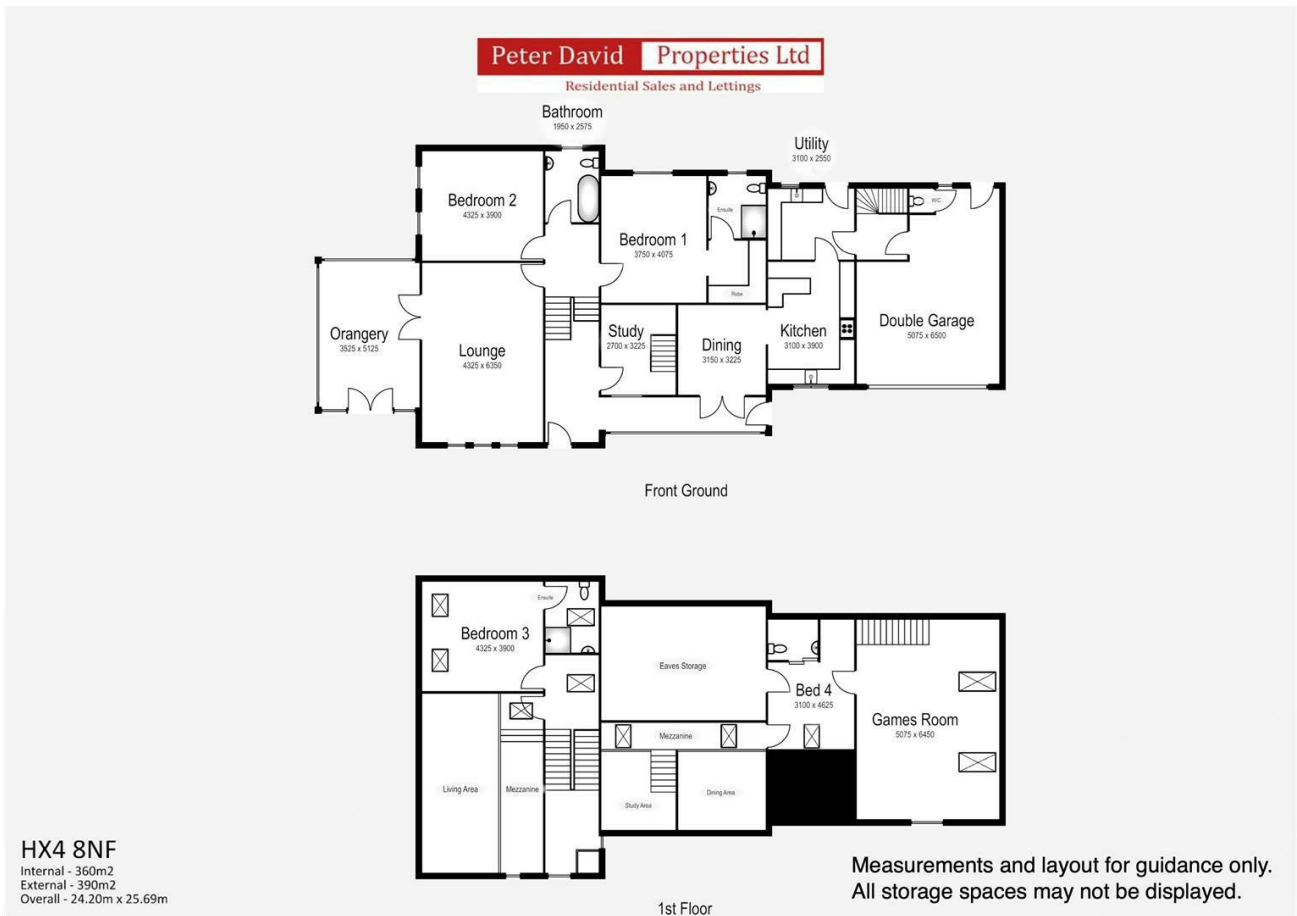 Peter David Properties Ltd
Residential Sales and Lettings
Bathroom
1950 x 2575
Utility
3100 x 2550
Bedroom 2
4325 x 3900
Ensuite
WC
Bedroom 1
3750 x 4075
Robe
Orangery
3525 x 5125
Lounge
4325 x 6350
Study
2700 x 3225
Dining
3150 x 3225
Kitchen
3100 x 3900
Double Garage
5075 x 6500
Front Ground
Ensuite
Bedroom 3
4325 x 3900
Eaves Storage
Bed 4
3100 x 4625
Games Room
5075 x 6450
Mezzanine
Living Area
Mezzanine
Study Area
Dining Area
HX4 8NF
Internal - 360m2
External - 390m2
Overall - 24.20m x 25.69m
1st Floor
Measurements and layout for guidance only.
All storage spaces may not be displayed.